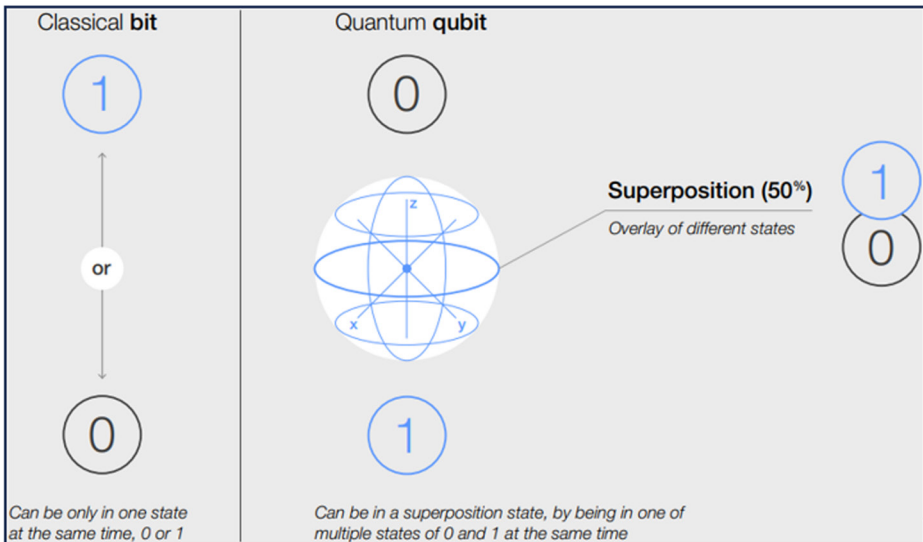 Classical bit
1
or
0
Can be only in one state
at the same time, 0 or 1
Quantum qubit
0
z
x
y
1
Can be in a superposition state, by being in one of
multiple states of 0 and 1 at the same time
Superposition (50%)
Overlay of different states
1
0